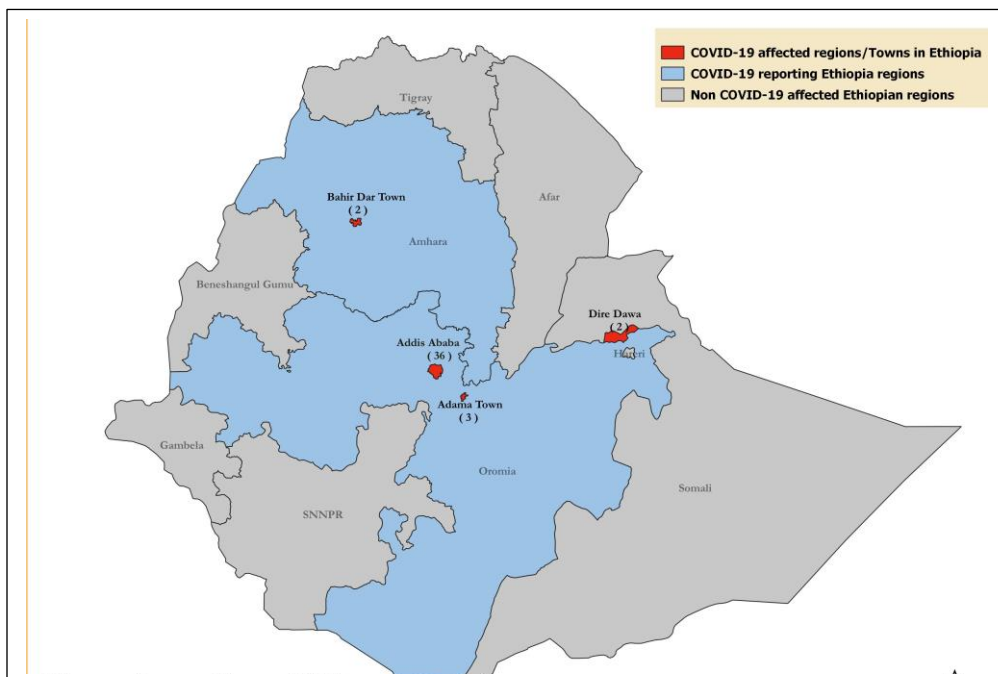 COVID-19 affected regions/Towns in Ethiopia
COVID-19 reporting Ethiopia regions
Non COVID-19 affected Ethiopian regions
Tigray
Bahir Dar Town
( 2 )
Afar
Amhara
Beneshangul Gumu
Dire Dawa
( 2 )
Addis Ababa
( 36 )
Hareri
Adama Town
( 3 )
Gambela
Oromia
Somali
SNNPR